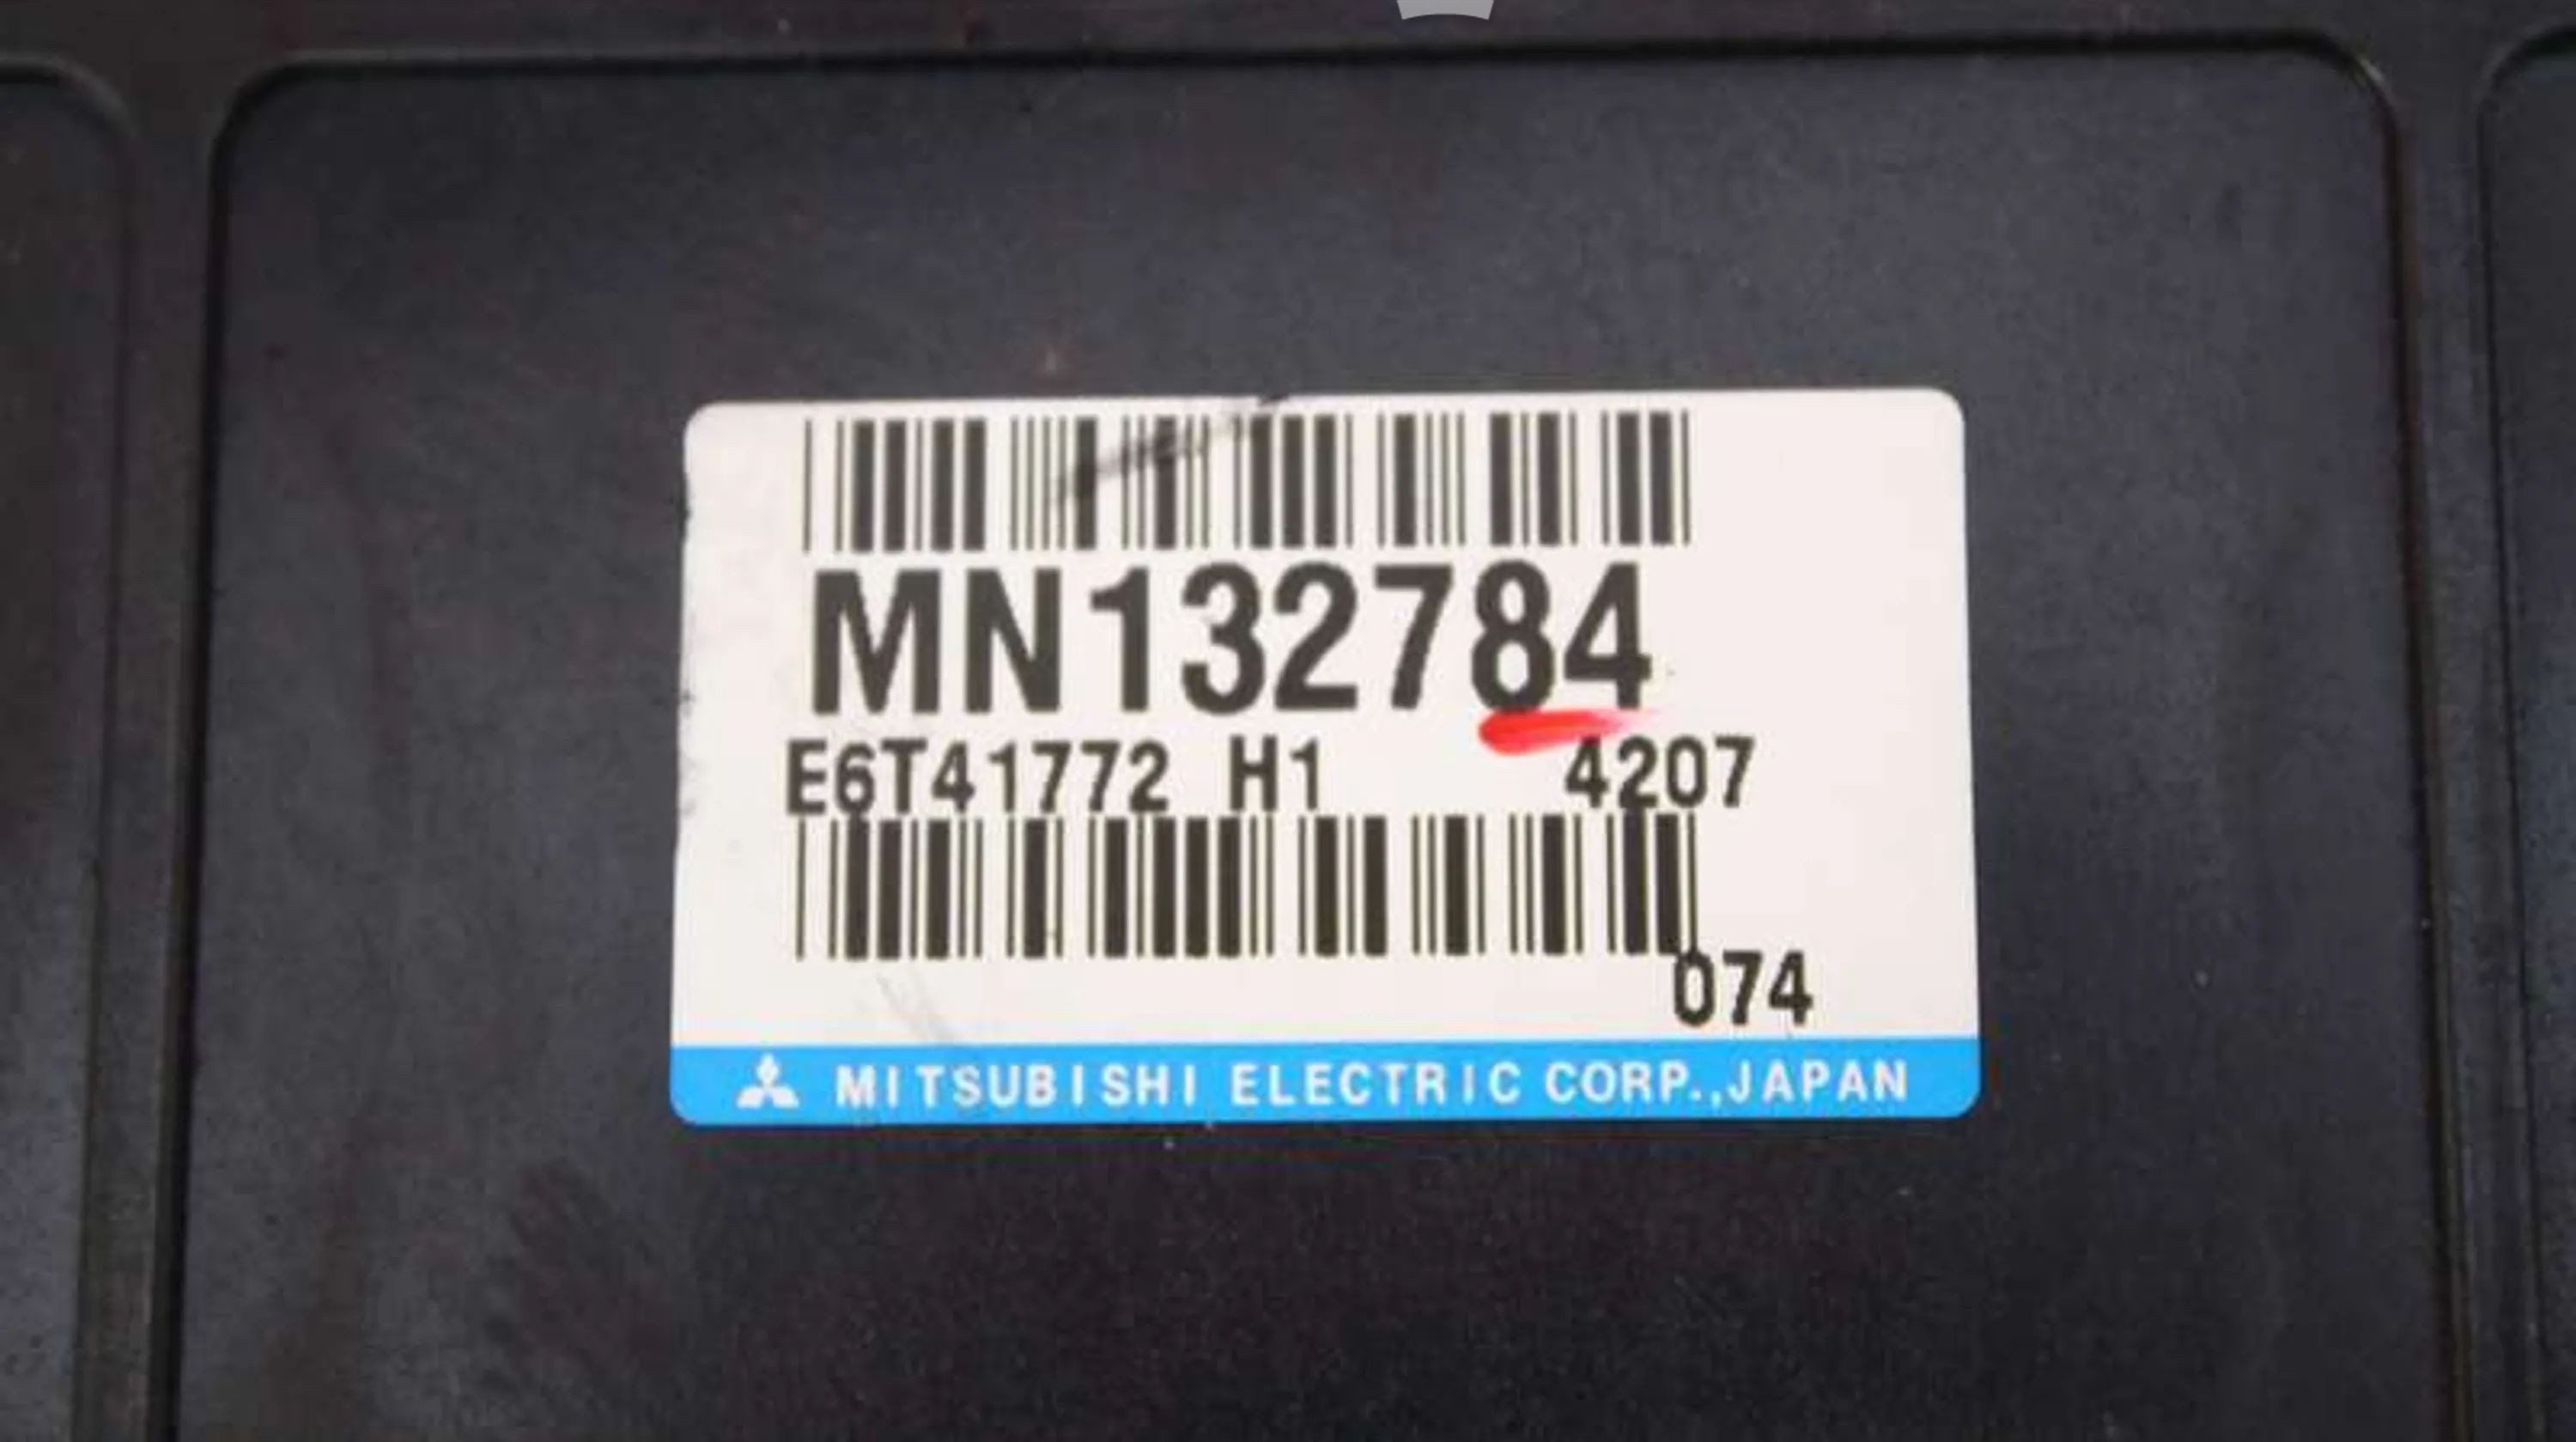 MN132784
E6T41772 H1 4207
074
MITSUBISHI ELECTRIC CORP.,JAPAN